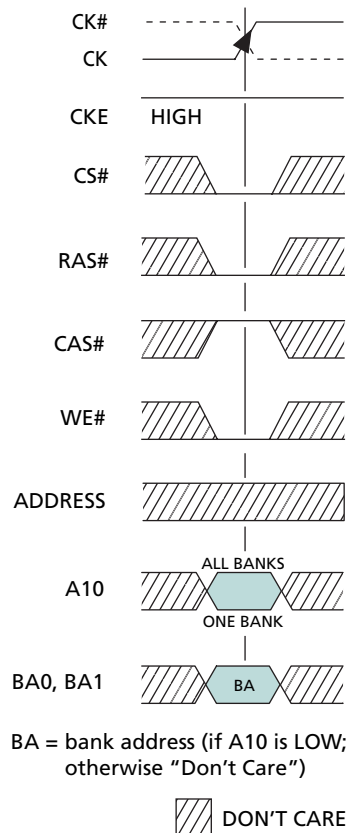 CK#
CK
CKE HIGH
CS#
RAS#
CAS#
WE#
ADDRESS
ALL BANKS
A10
ONE BANK
BA0, BA1 BA
BA = bank address (if A10 is LOW;
otherwise “Don’t Care”)
DON’T CARE